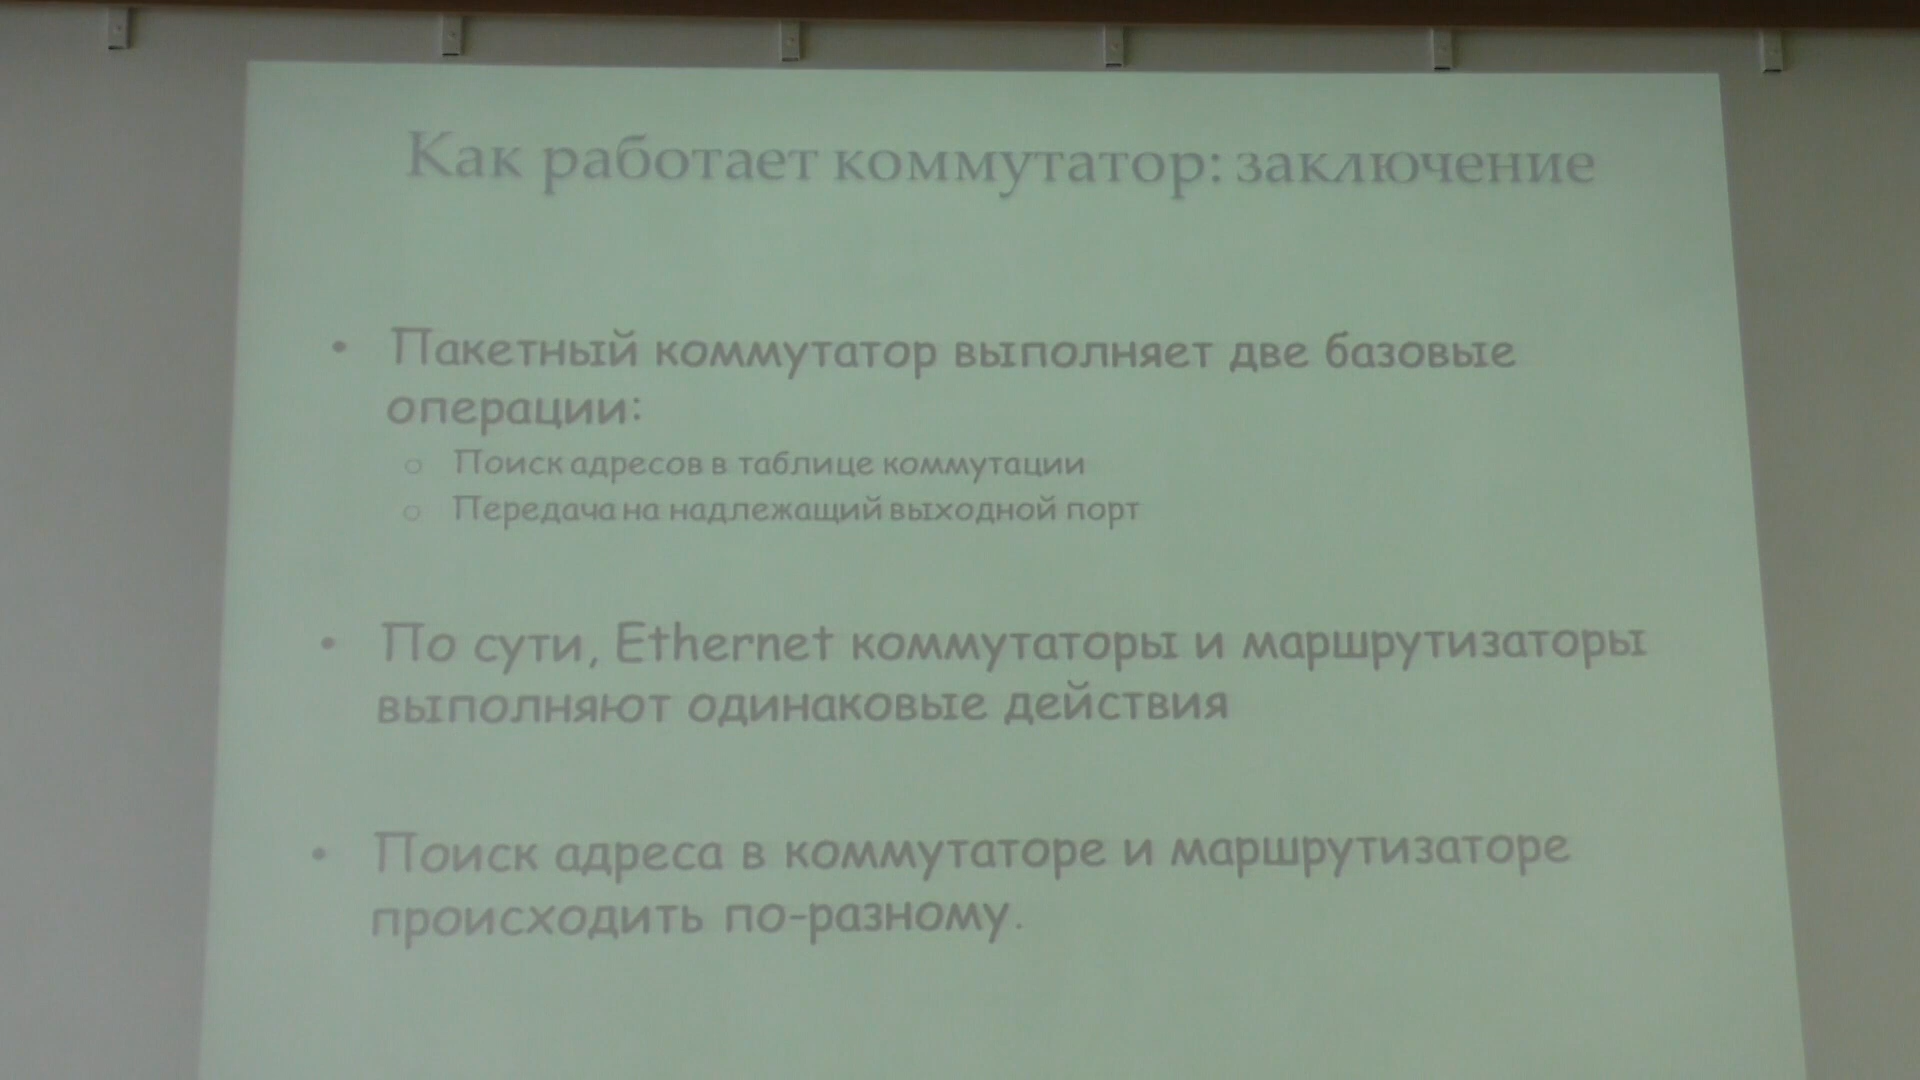 Как работает коммутатор: заключение
• Пакетный коммутатор выполняет две базовые
операции:
o Поиск адресов в таблице коммутации
o Передача на надлежащий выходной порт
• По сути, Ethernet коммутаторы и маршрутизаторы
выполняют одинаковые действия
• Поиск адреса в коммутаторе и маршрутизаторе
происходить по-разному.